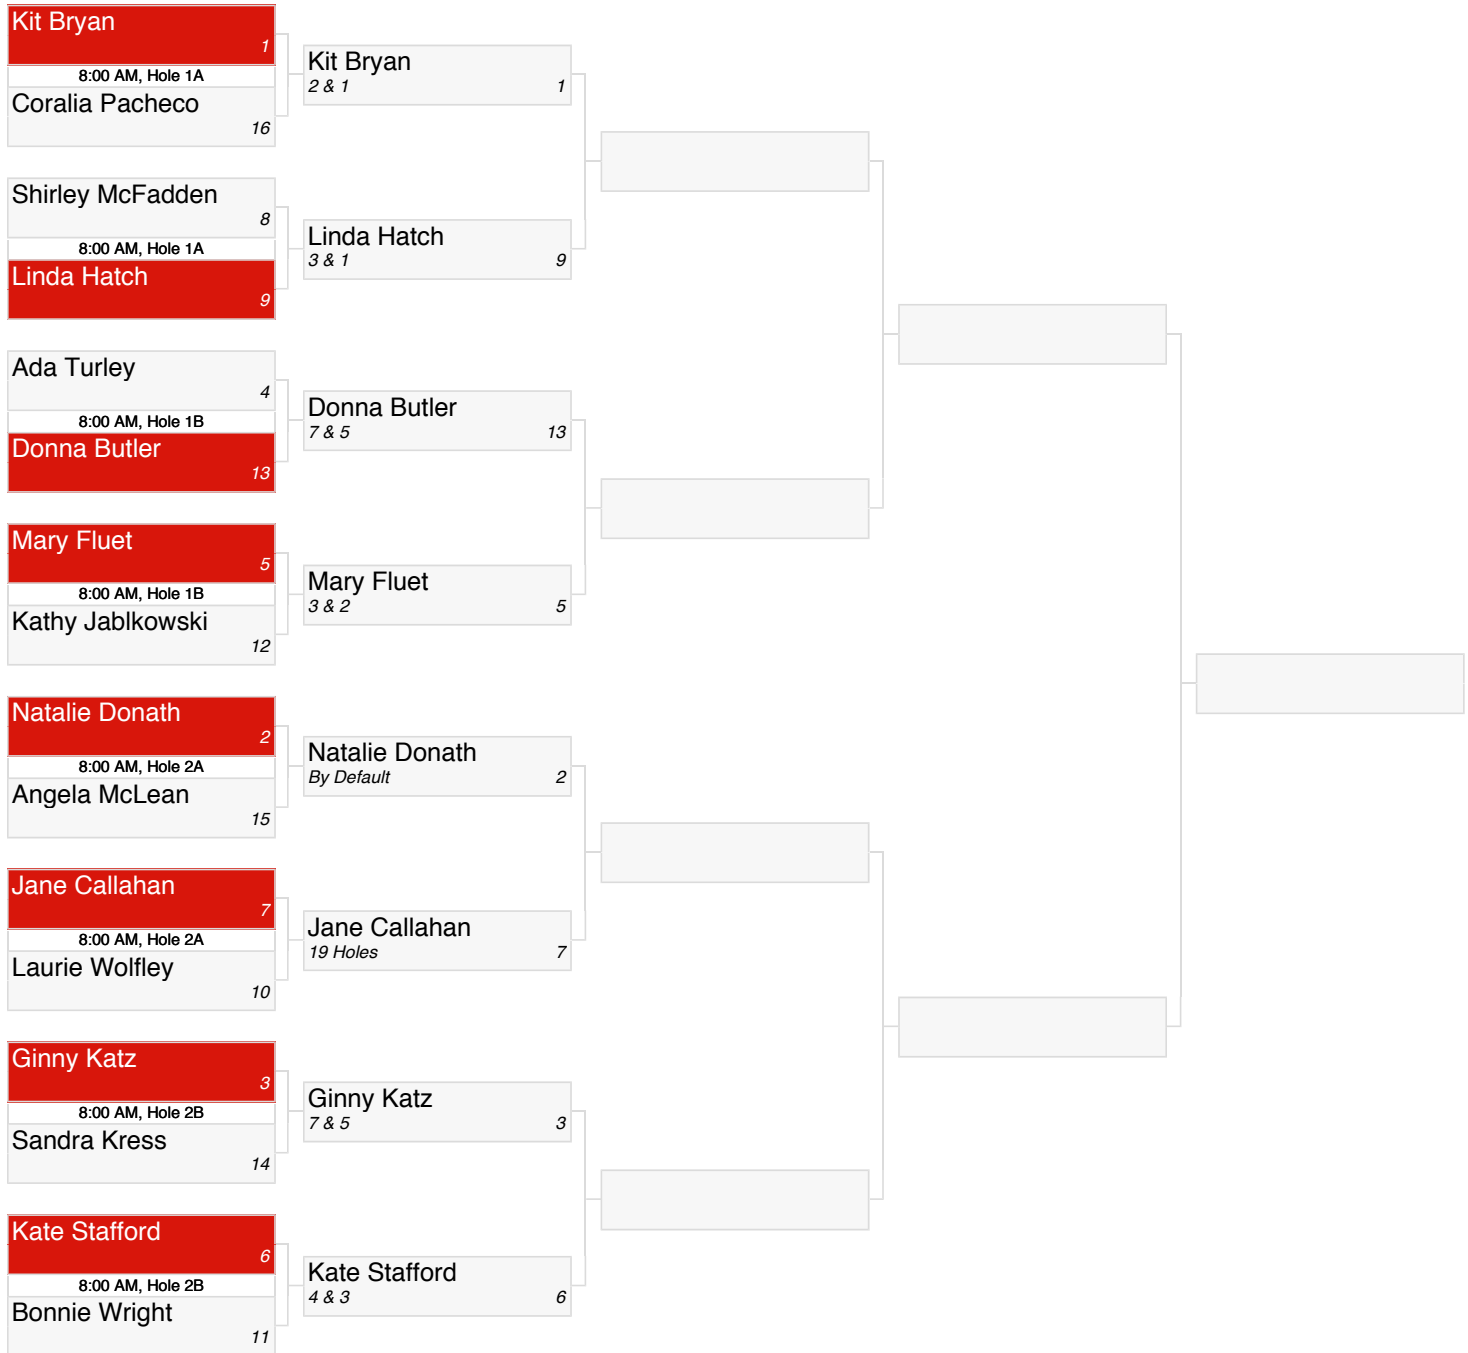 Kit Bryan
1
8:00 AM, Hole 1A
Coralia Pacheco
16
Shirley McFadden
8
8:00 AM, Hole 1A
Linda Hatch
9
Ada Turley
4
8:00 AM, Hole 1B
Donna Butler
13
Mary Fluet
5
8:00 AM, Hole 1B
Kathy Jablkowski
12
Natalie Donath
2
8:00 AM, Hole 2A
Angela McLean
15
Jane Callahan
7
8:00 AM, Hole 2A
Laurie Wolfley
10
Ginny Katz
3
8:00 AM, Hole 2B
Sandra Kress
14
Kate Stafford
6
8:00 AM, Hole 2B
Bonnie Wright
11
Kit Bryan
2 & 1 1
Linda Hatch
3 & 1 9
Donna Butler
7 & 5 13
Mary Fluet
3 & 2 5
Natalie Donath
By Default 2
Jane Callahan
19 Holes 7
Ginny Katz
7 & 5 3
Kate Stafford
4 & 3 6